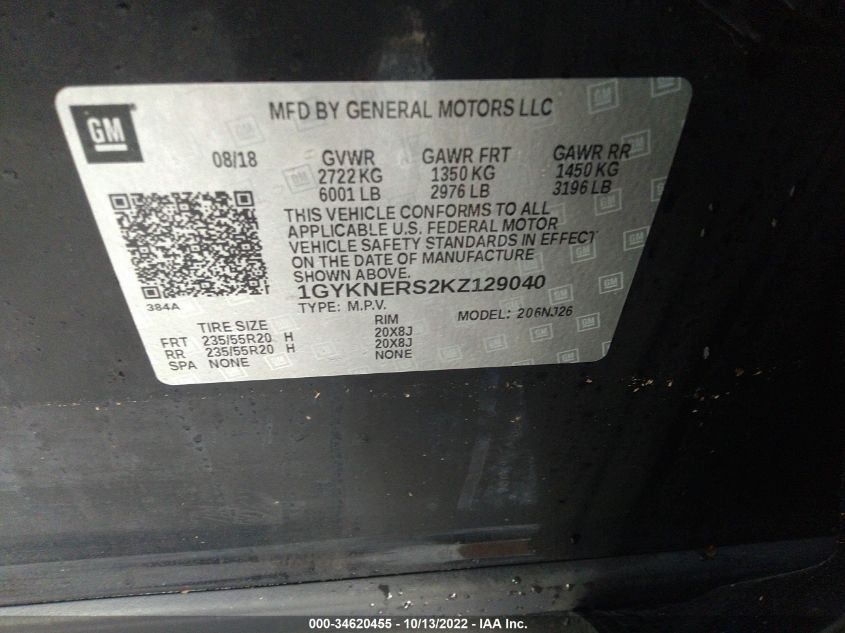 GM
MFD BY GENERAL MOTORS LLC
08/18 GVWR GAWR FRT GAWR RR
2722 KG 1350 KG 1450 KG
6001 LB 2976 LB 3196 LB
THIS VEHICLE CONFORMS TO ALL
APPLICABLE U.S. FEDERAL MOTOR
VEHICLE SAFETY STANDARDS IN EFFECT
ON THE DATE OF MANUFACTURE
SHOWN ABOVE.
384A
1GYKNERS2KZ129040
TYPE: M.P.V. MODEL: 206NJ26
TIRE SIZE RIM
FRT 235/55R20 H 20X8J
RR 235/55R20 H 20X8J
SPA NONE NONE
000-34620455 - 10/13/2022 - IAA Inc.